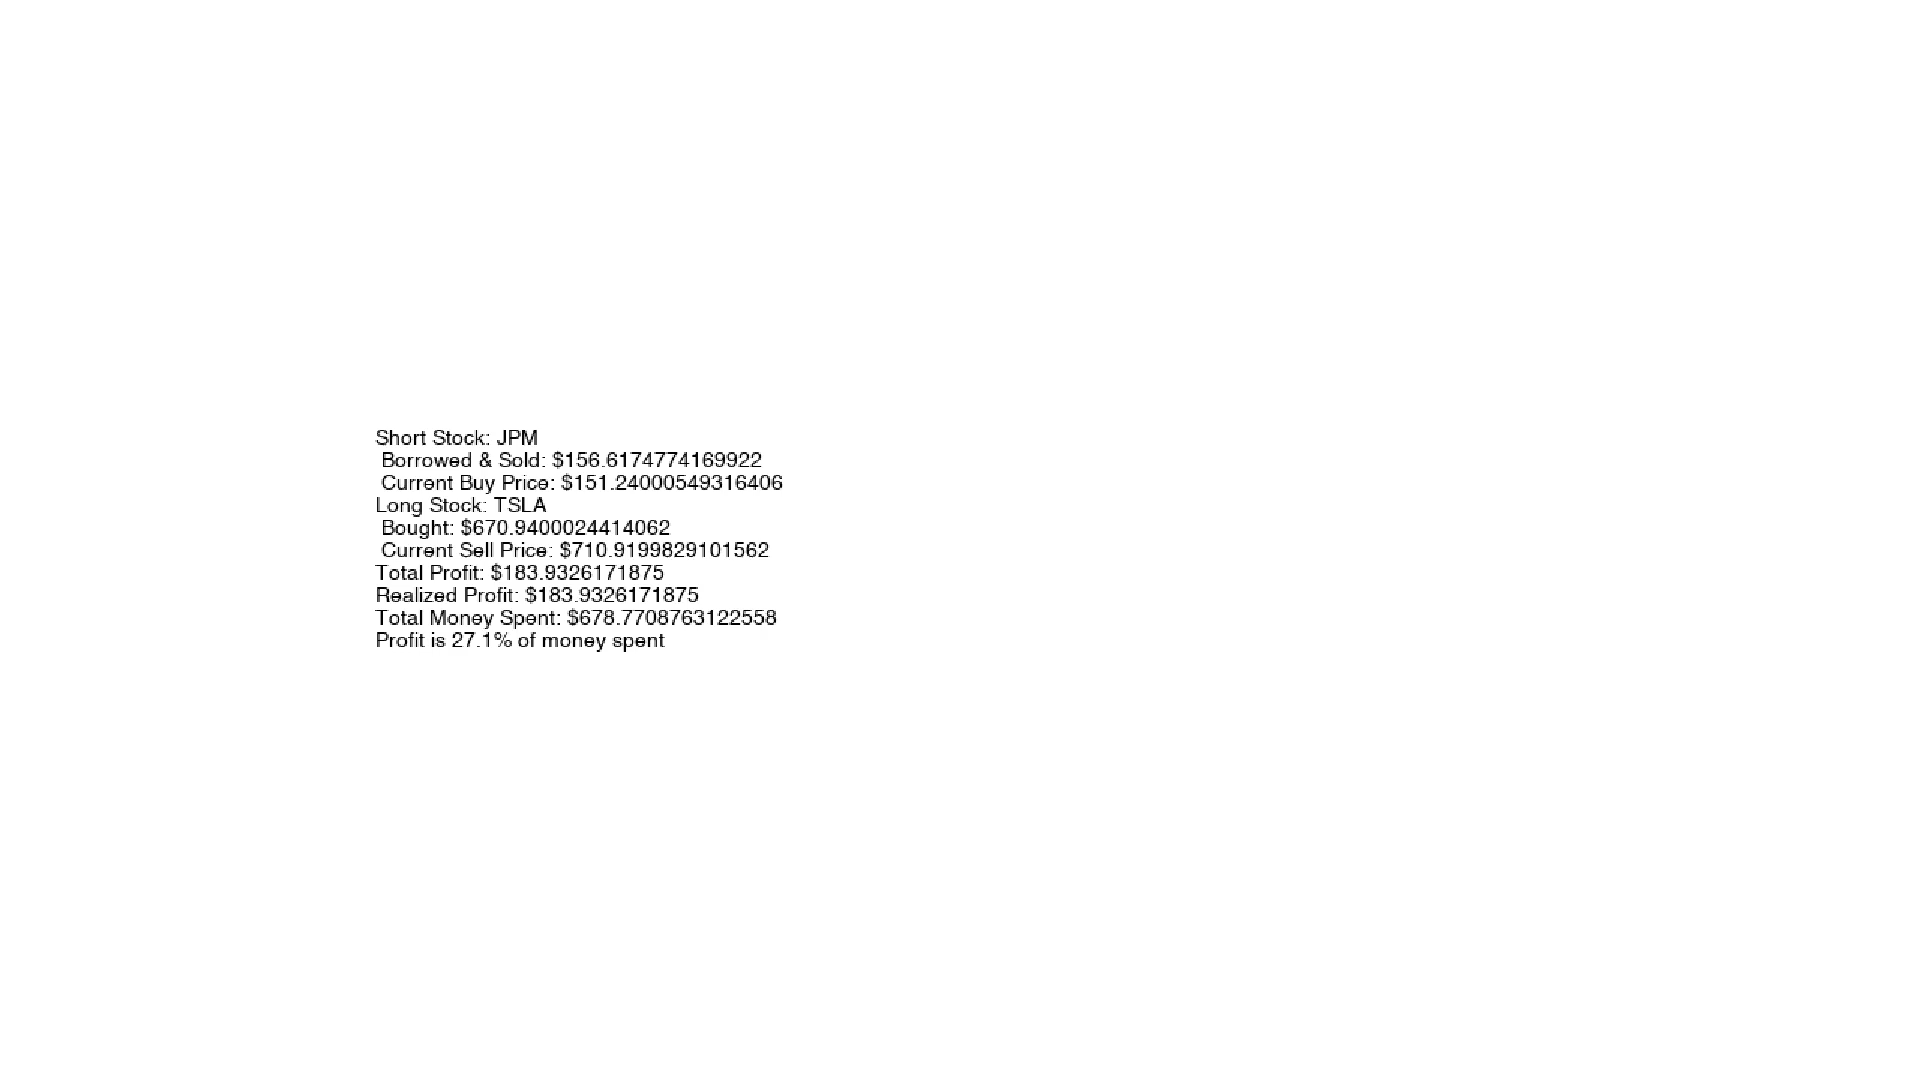 Short Stock: JPM
Borrowed & Sold: $156.6174774169922
Current Buy Price: $151.24000549316406
Long Stock: TSLA
Bought: $670.9400024414062
Current Sell Price: $710.9199829101562
Total Profit: $183.9326171875
Realized Profit: $183.9326171875
Total Money Spent: $678.7708763122558
Profit is 27.1% of money spent